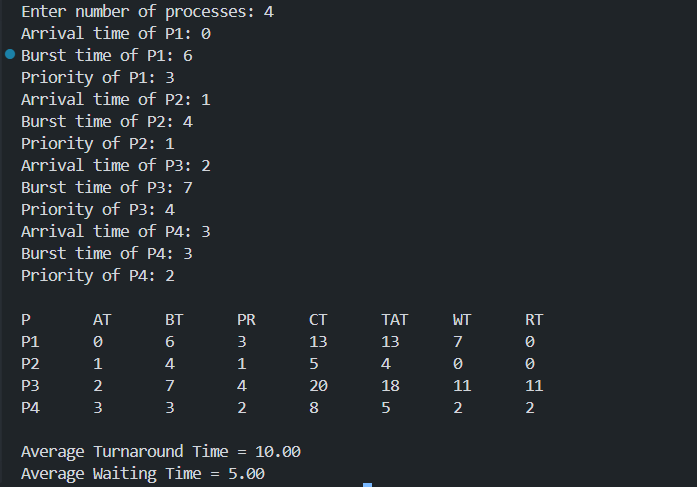 Enter number of processes: 4
Arrival time of P1: 0
Burst time of P1: 6
Priority of P1: 3
Arrival time of P2: 1
Burst time of P2: 4
Priority of P2: 1
Arrival time of P3: 2
Burst time of P3: 7
Priority of P3: 4
Arrival time of P4: 3
Burst time of P4: 3
Priority of P4: 2

P AT BT PR CT TAT WT RT
P1 0 6 3 13 13 7 0
P2 1 4 1 5 4 0 0
P3 2 7 4 20 18 11 11
P4 3 3 2 8 5 2 2

Average Turnaround Time = 10.00
Average Waiting Time = 5.00